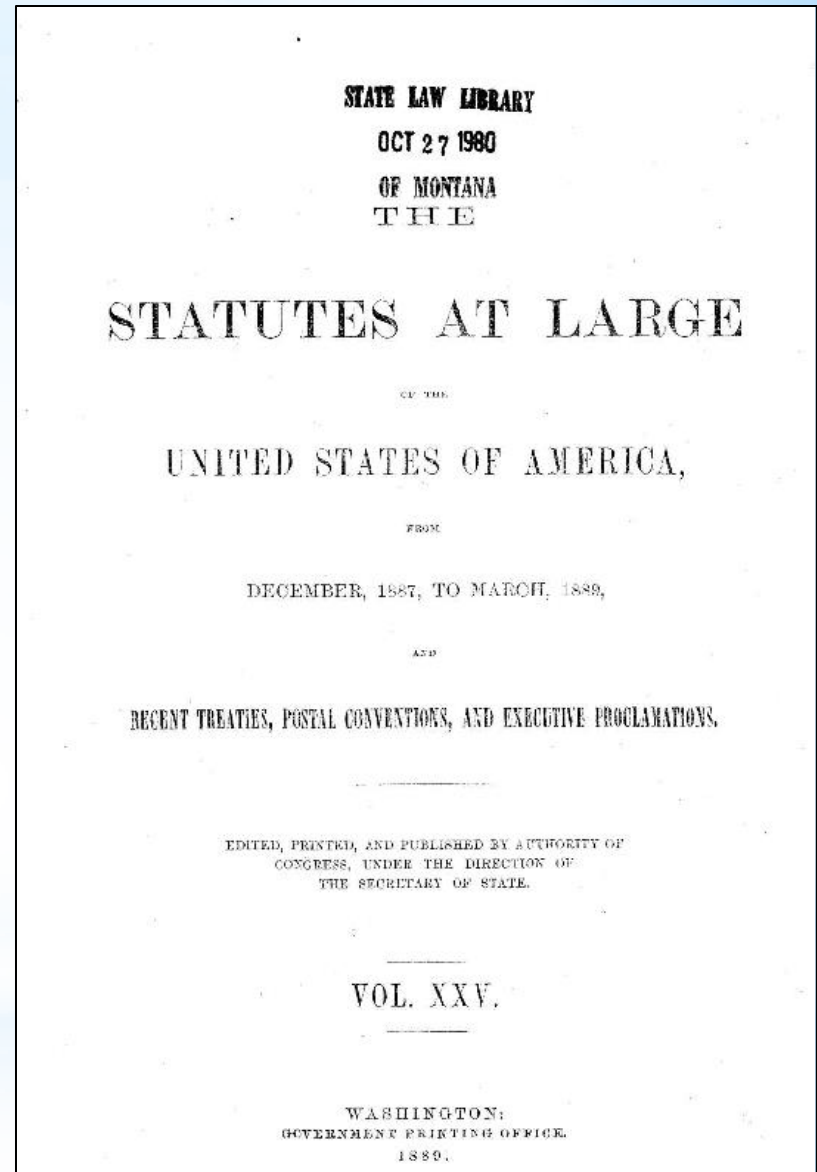 STATE LAW LIBRARY
OCT 27 1980
OF MONTANA
THE
STATUTES AT LARGE
OF THE
UNITED STATES OF AMERICA,
FROM
DECEMBER, 1887, TO MARCH, 1889,
AND
RECENT TREATIES, POSTAL CONVENTIONS, AND EXECUTIVE PROCLAMATIONS.
EDITED, PRINTED, AND PUBLISHED BY AUTHORITY OF
CONGRESS, UNDER THE DIRECTION OF
THE SECRETARY OF STATE.
VOL. XXV.
WASHINGTON:
GOVERNMENT PRINTING OFFICE.
1889.